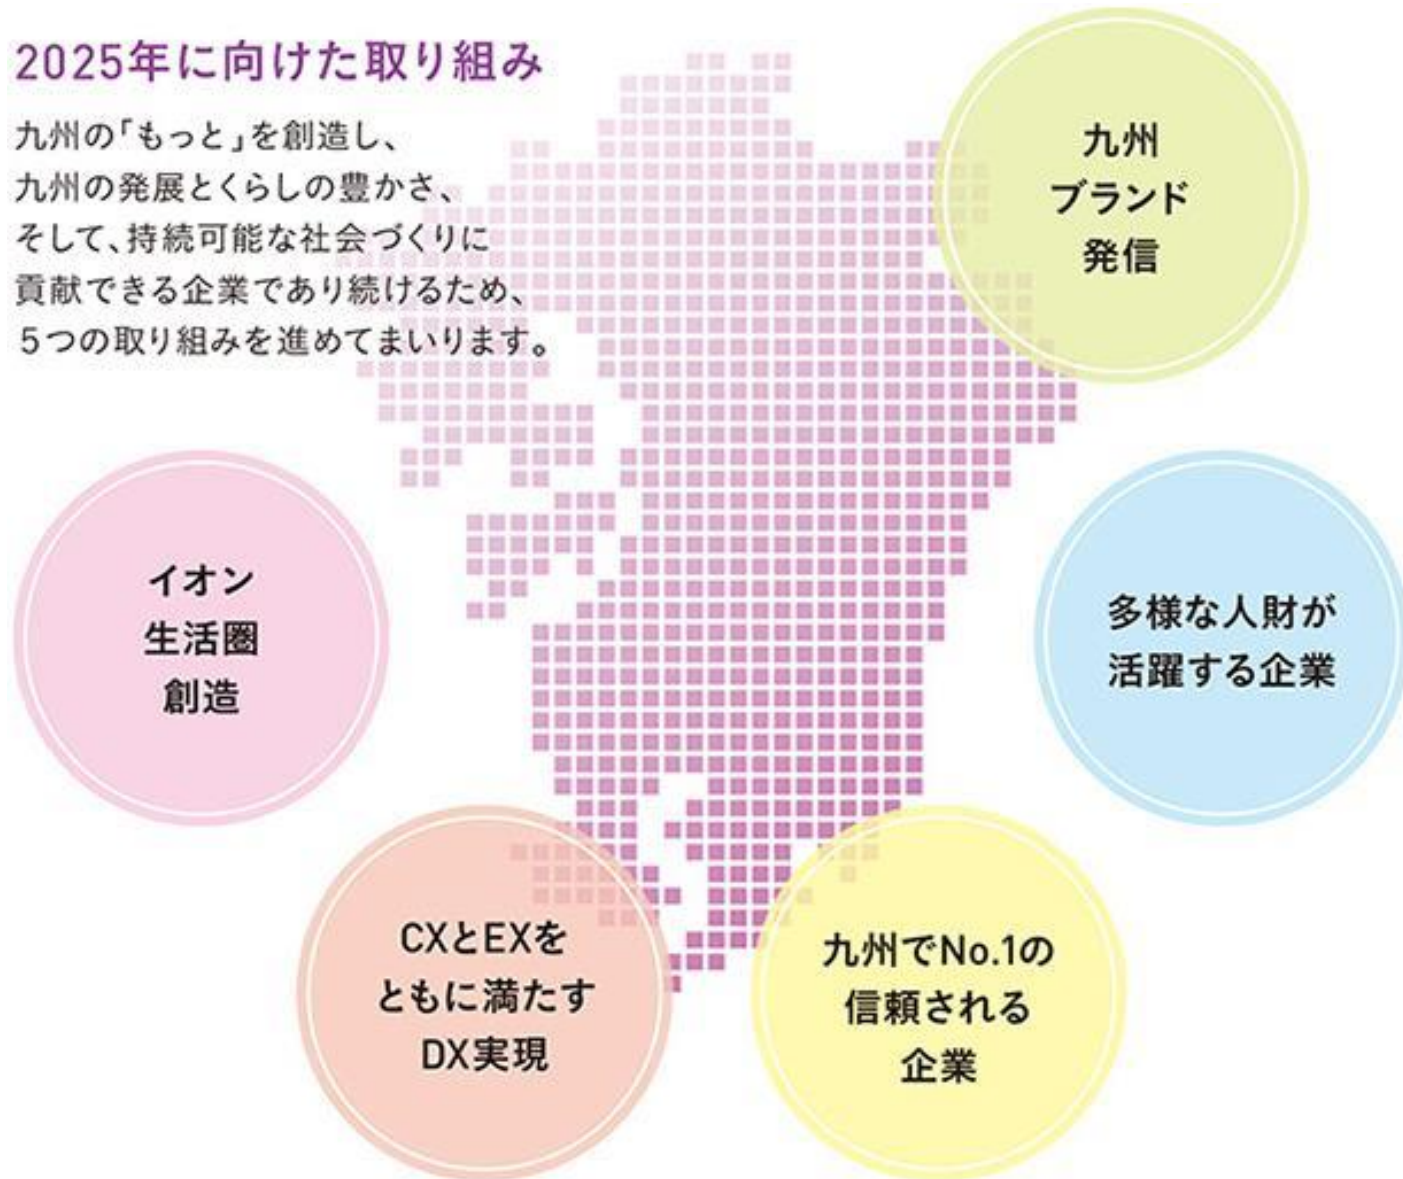 2025年に向けた取り組み
九州の「もっと」を創造し、
九州の発展とくらしの豊かさ、
そして、持続可能な社会づくりに
貢献できる企業であり続けるため、
5つの取り組みを進めてまいります。
九州
ブランド
発信
イオン
生活圏
創造
多様な人財が
活躍する企業
CXとEXを
ともに満たす
DX実現
九州でNo.1の
信頼される
企業